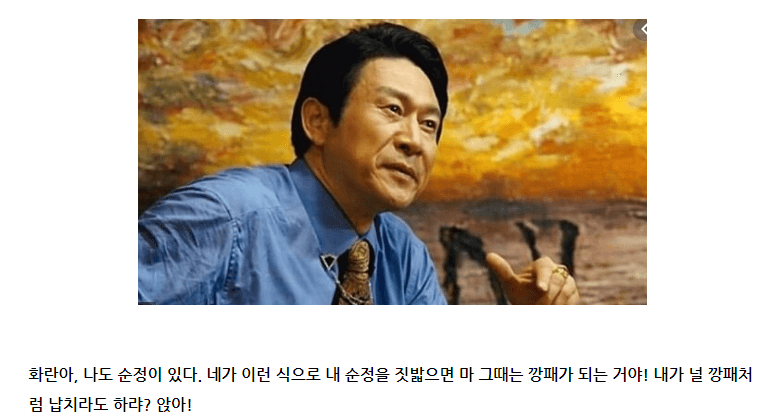 화란아, 나도 순정이 있다. 네가 이런 식으로 내 순정을 짓밟으면 마 그때는 깡패가 되는 거야! 내가 널 깡패처
럼 납치라도 하랴? 앉아!